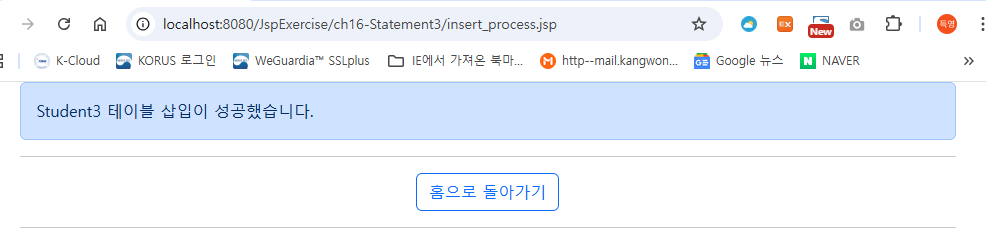 localhost:8080/JspExercise/ch16-Statement3/insert_process.jsp
Ex
New
득영
K-Cloud KORUS 로그인 WeGuardia™ SSLplus IE에서 가져온 북마... http--mail.kangwon... Google 뉴스 NAVER
Student3 테이블 삽입이 성공했습니다.
홈으로 돌아가기